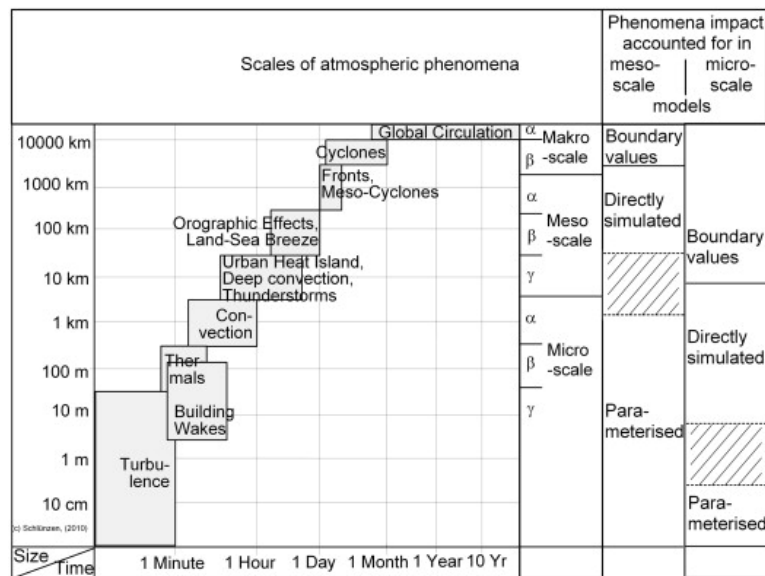 Scales of atmospheric phenomena
Phenomena impact
accounted for in
meso- | micro-
scale | scale
models
10000 km
1000 km
100 km
10 km
1 km
100 m
10 m
1 m
10 cm
(c) Schlünzen, (2010)
Size
Time
1 Minute
1 Hour
1 Day
1 Month
1 Year
10 Yr
Global Circulation
Cyclones
Fronts,
Meso-Cyclones
Orographic Effects,
Land-Sea Breeze
Urban Heat Island,
Deep convection,
Thunderstorms
Con-
vection
Ther-
mals
Building
Wakes
Turbu-
lence
α
β
Makro
-scale
α
β
γ
Meso
-scale
α
β
γ
Micro
-scale
Boundary
values
Directly
simulated
Para-
meterised
Boundary
values
Directly
simulated
Para-
meterised